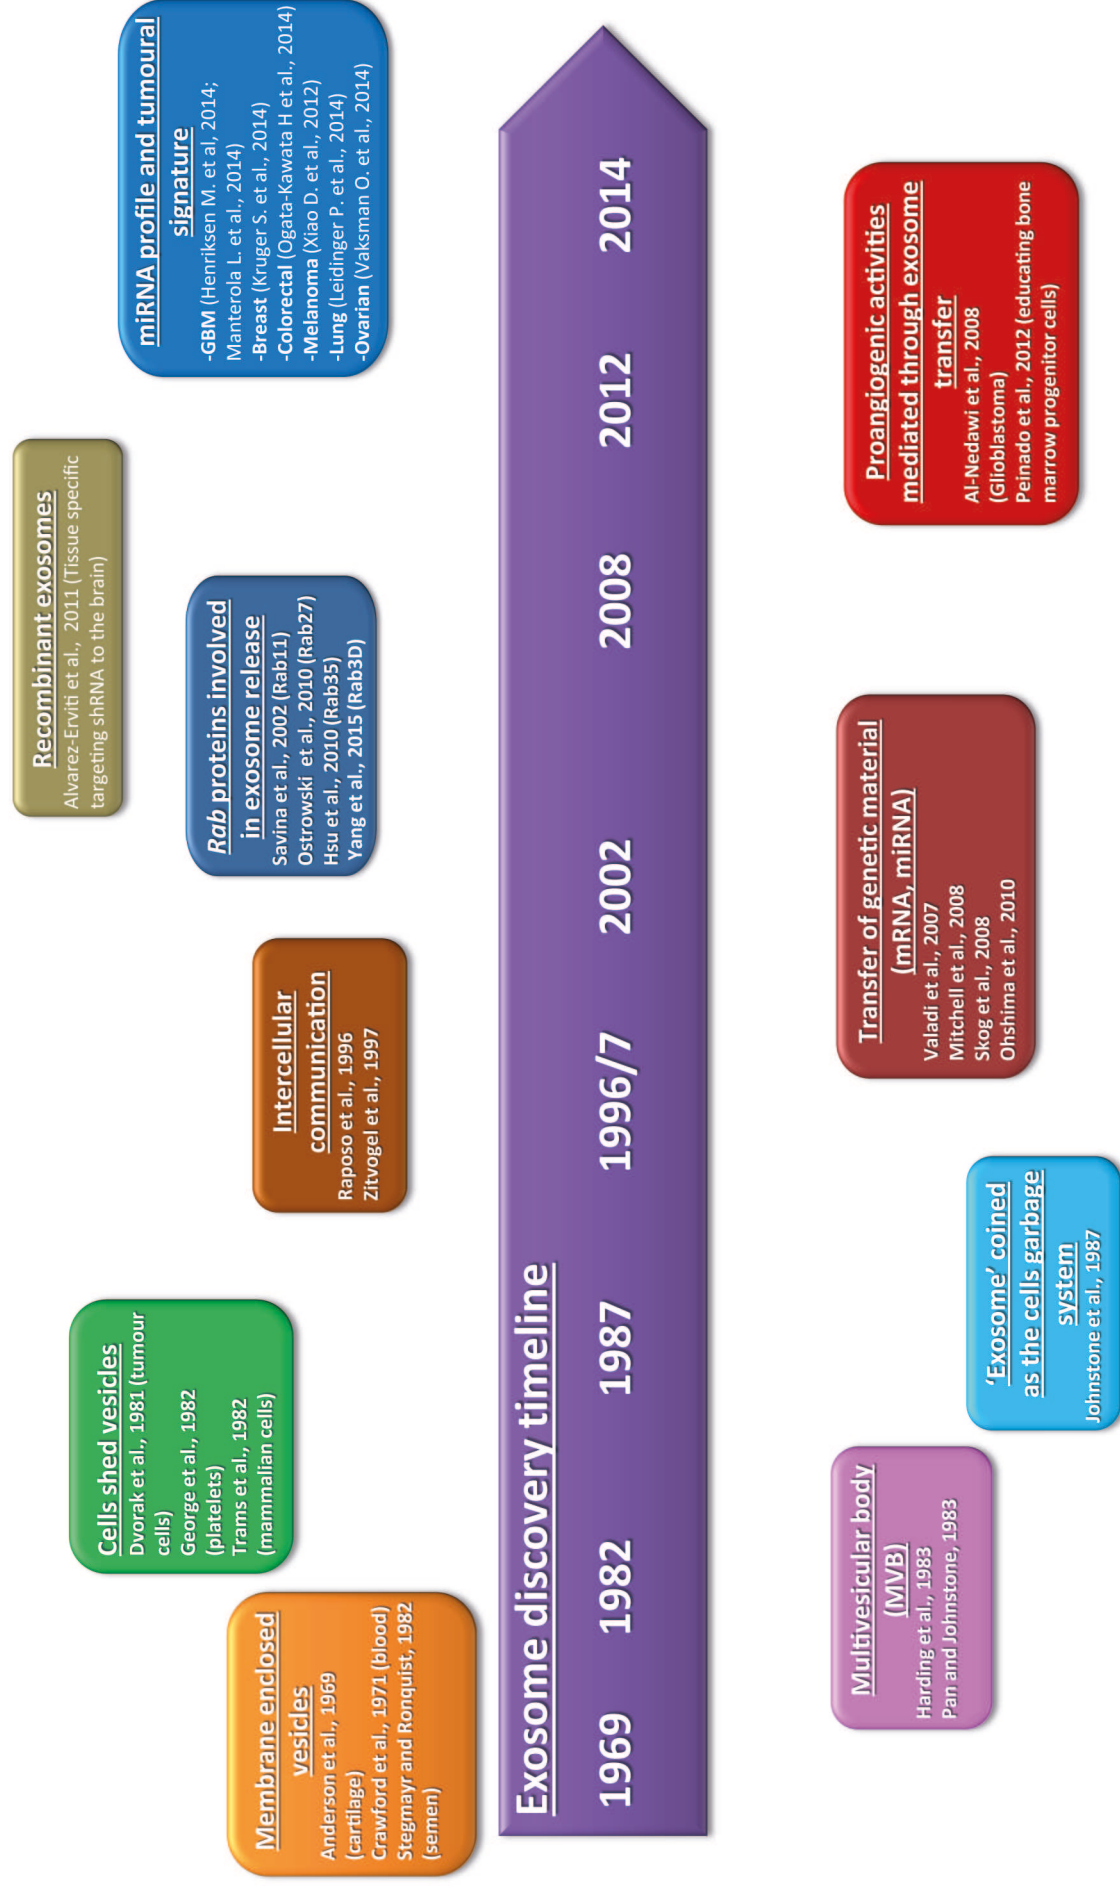 Membrane enclosed
vesicles
Anderson et al., 1969
(cartilage)
Crawford et al., 1971 (blood)
Stegmayr and Ronquist, 1982
(semen)
Cells shed vesicles
Dvorak et al., 1981 (tumour
cells)
George et al., 1982
(platelets)
Trams et al., 1982
(mammalian cells)
Intercellular
communication
Raposo et al., 1996
Zitvogel et al., 1997
Rab proteins involved
in exosome release
Savina et al., 2002 (Rab11)
Ostrowski et al., 2010 (Rab27)
Hsu et al., 2010 (Rab35)
Yang et al., 2015 (Rab3D)
Recombinant exosomes
Alvarez-Erviti et al., 2011 (Tissue specific
targeting shRNA to the brain)
miRNA profile and tumoural
signature
-GBM (Henriksen M. et al, 2014;
Manterola L. et al., 2014)
-Breast (Kruger S. et al., 2014)
-Colorectal (Ogata-Kawata H et al., 2014)
-Melanoma (Xiao D. et al., 2012)
-Lung (Leidinger P. et al., 2014)
-Ovarian (Vaksman O. et al., 2014)
Exosome discovery timeline
1969 1982 1987 1996/7 2002 2008 2012 2014
Multivesicular body
(MVB)
Harding et al., 1983
Pan and Johnstone, 1983
'Exosome' coined
as the cells garbage
system
Johnstone et al., 1987
Transfer of genetic material
(mRNA, miRNA)
Valadi et al., 2007
Mitchell et al., 2008
Skog et al., 2008
Ohshima et al., 2010
Proangiogenic activities
mediated through exosome
transfer
Al-Nedawi et al., 2008
(Glioblastoma)
Peinado et al., 2012 (educating bone
marrow progenitor cells)